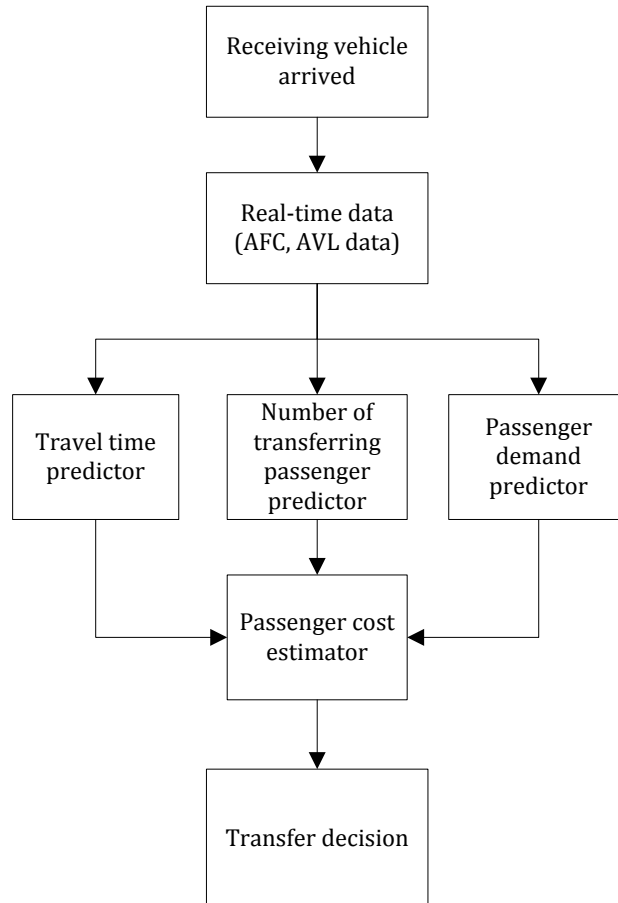 Receiving vehicle
arrived
Real-time data
(AFC, AVL data)
Travel time
predictor
Number of
transferring
passenger
predictor
Passenger
demand
predictor
Passenger cost
estimator
Transfer decision